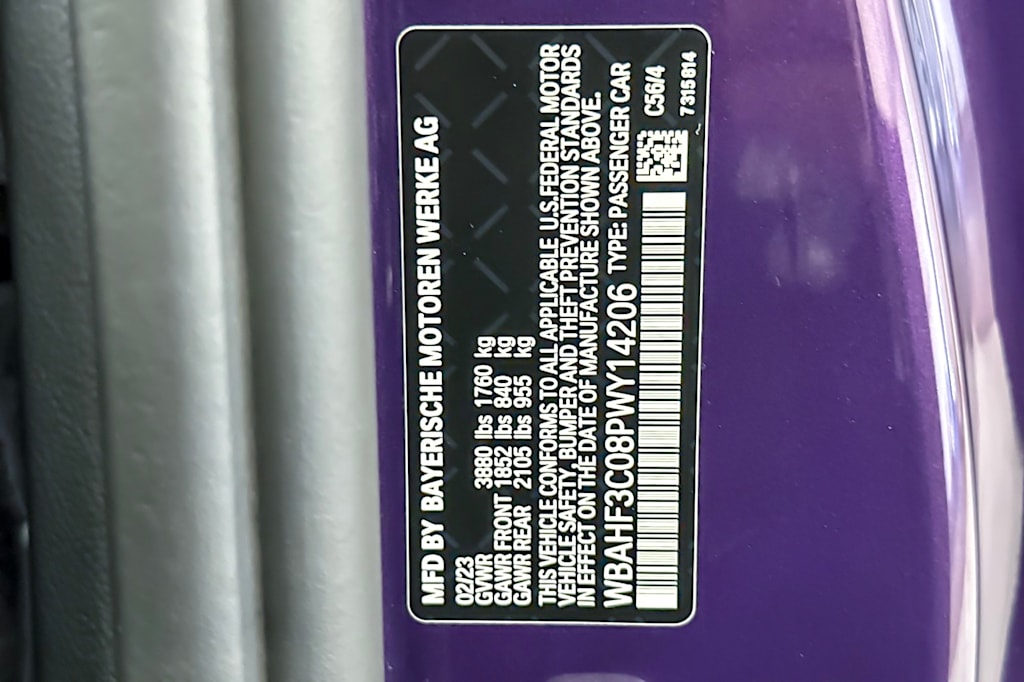 MFD BY BAYERISCHE MOTOREN WERKE AG
02/23
GVWR 3880 lbs 1760 kg
GAWR FRONT 1852 lbs 840 kg
GAWR REAR 2105 lbs 955 kg
THIS VEHICLE CONFORMS TO ALL APPLICABLE U.S.FEDERAL MOTOR
VEHICLE SAFETY, BUMPER AND THEFT PREVENTION STANDARDS
IN EFFECT ON THE DATE OF MANUFACTURE SHOWN ABOVE.
WBAHF3C08PWY14206 TYPE: PASSENGER CAR
C56/4
7315814